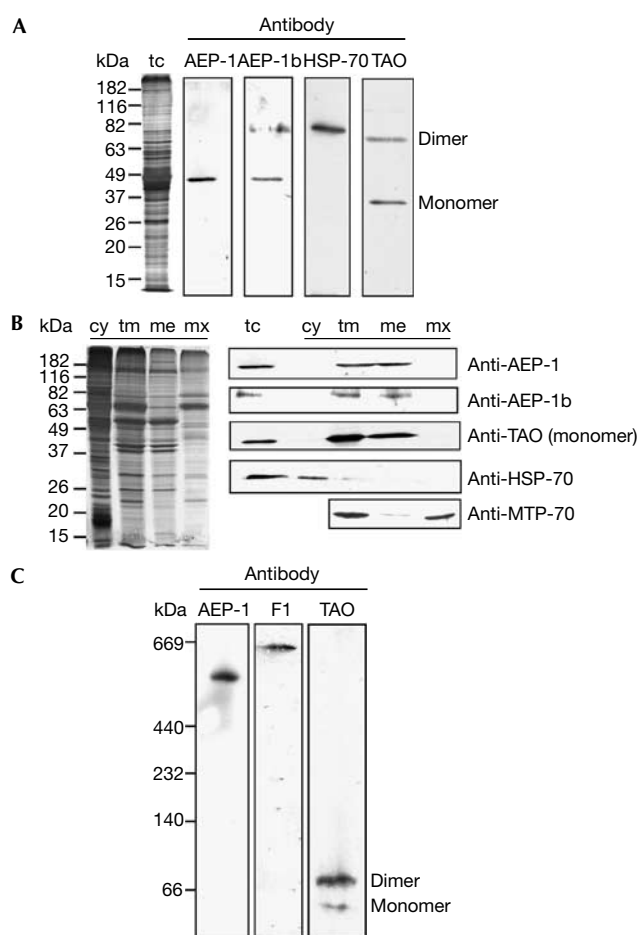 A
Antibody
kDa tc AEP-1 AEP-1b HSP-70 TAO
182
116
82
63
49
37
26
20
15
Dimer
Monomer
B
kDa cy tm me mx tc cy tm me mx
182
116
82
63
49
37
26
20
15
Anti-AEP-1
Anti-AEP-1b
Anti-TAO (monomer)
Anti-HSP-70
Anti-MTP-70
C
Antibody
kDa AEP-1 F1 TAO
669
440
232
140
66
Dimer
Monomer